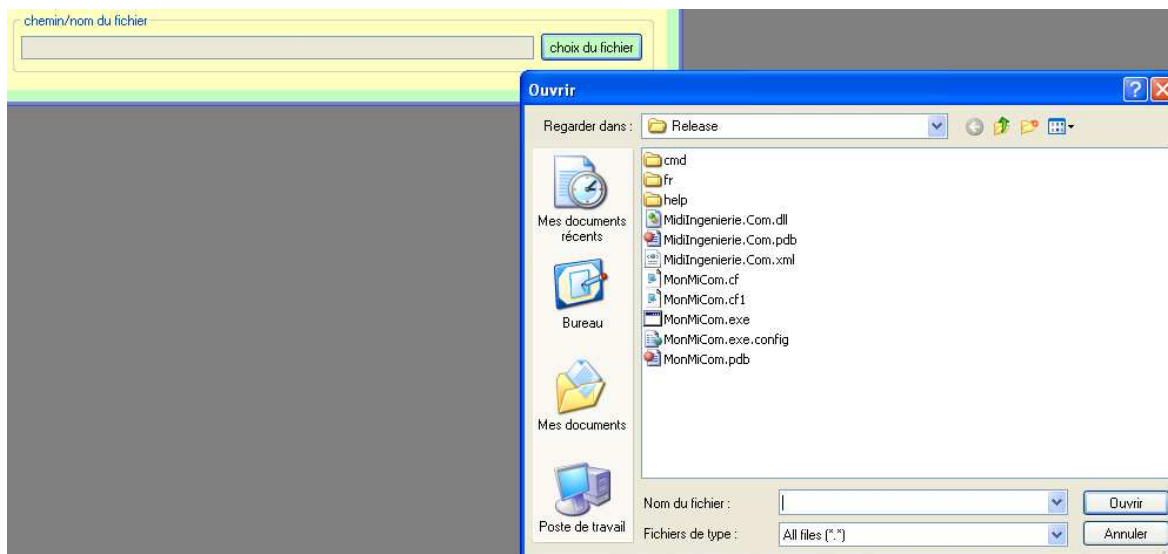 chemin/nom du fichier
choix du fichier
Ouvrir
Regarder dans :
Release
Mes documents
récents
Bureau
Mes documents
Poste de travail
cmd
fr
help
MidiIngenierie.Com.dll
MidiIngenierie.Com.pdb
MidiIngenierie.Com.xml
MonMiCom.cf
MonMiCom.cf1
MonMiCom.exe
MonMiCom.exe.config
MonMiCom.pdb
Nom du fichier :
Ouvrir
Fichiers de type :
All files (*.*)
Annuler